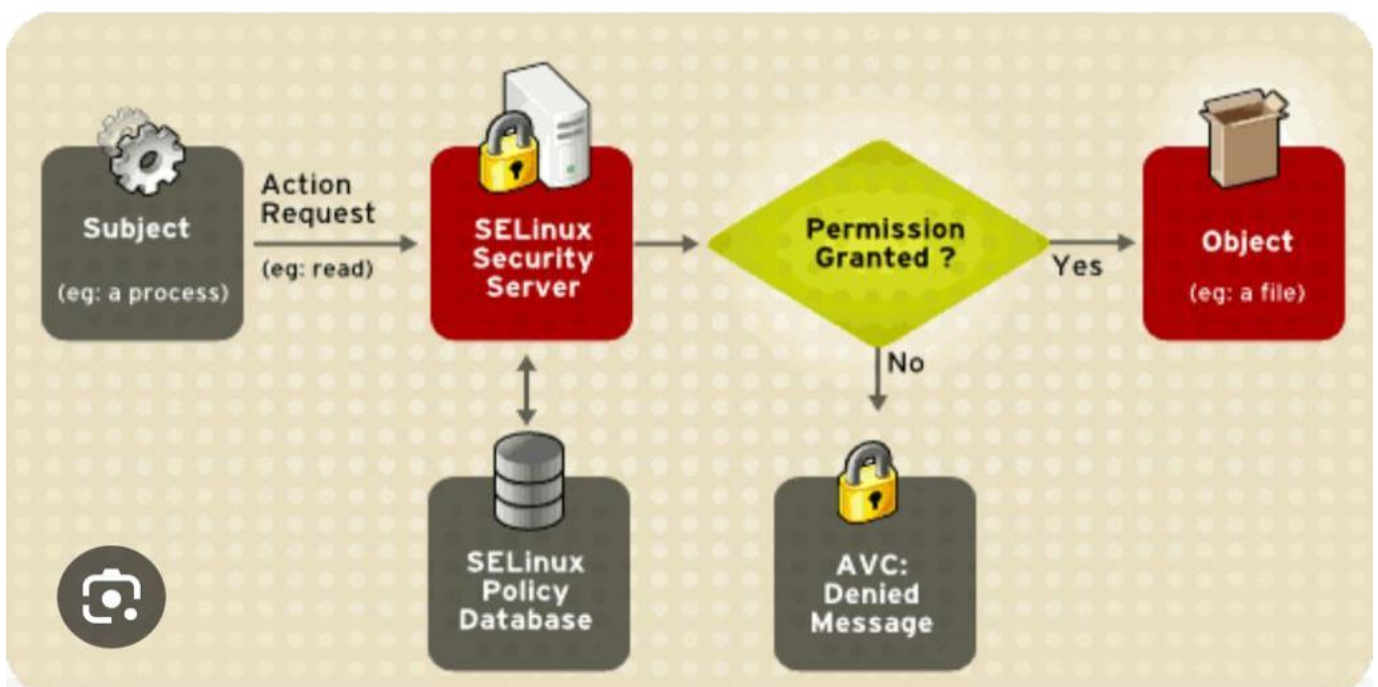 Subject
(eg: a process)
Action
Request
(eg: read)
SELinux
Security
Server
Permission
Granted ?
Yes
Object
(eg: a file)
No
SELinux
Policy
Database
AVC:
Denied
Message